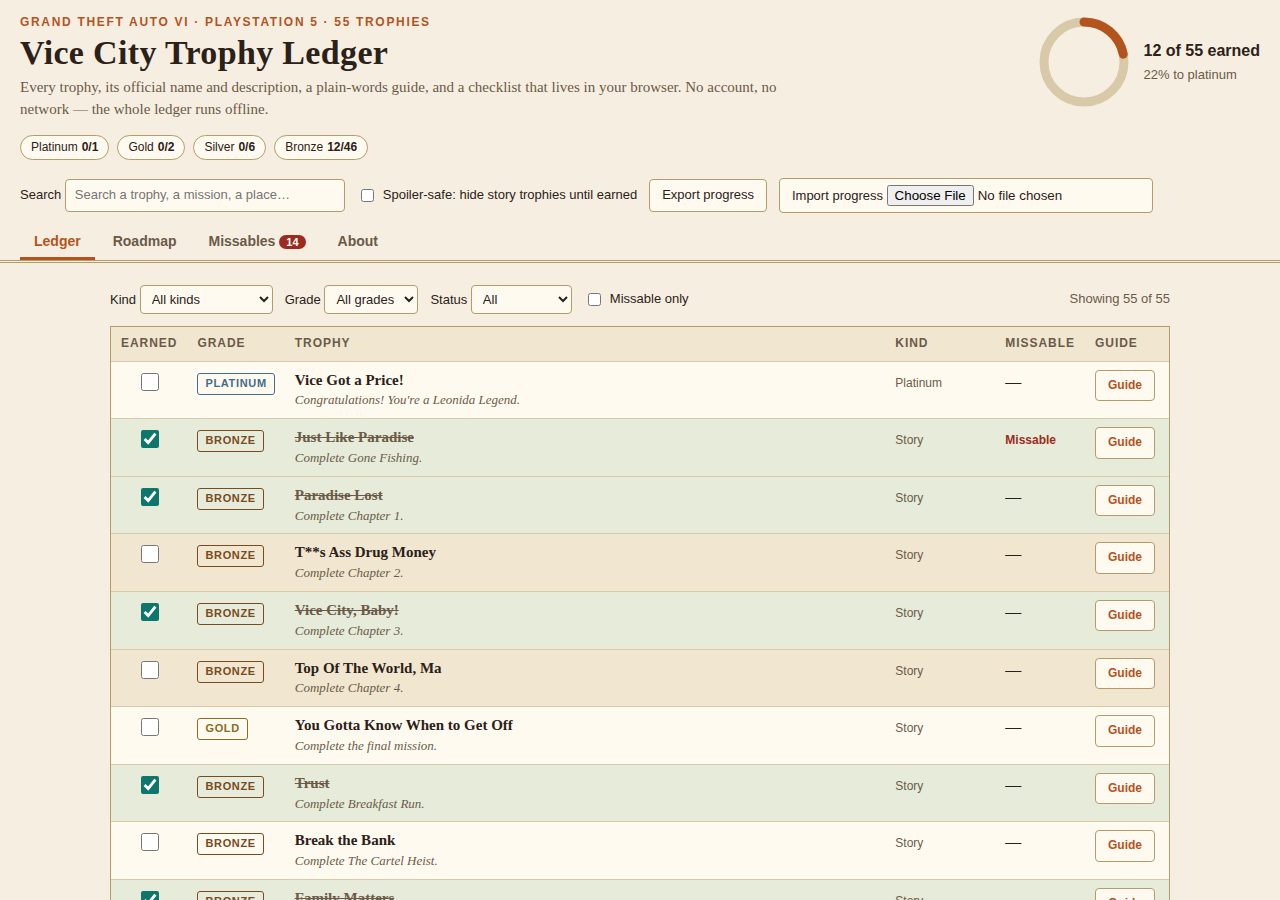 GRAND THEFT AUTO VI · PLAYSTATION 5 · 55 TROPHIES
Vice City Trophy Ledger
Every trophy, its official name and description, a plain-words guide, and a checklist that lives in your browser. No account, no
network — the whole ledger runs offline.
12 of 55 earned
22% to platinum
Platinum 0/1 Gold 0/2 Silver 0/6 Bronze 12/46
Search Search a trophy, a mission, a place… Spoiler-safe: hide story trophies until earned Export progress Import progress Choose File No file chosen
Ledger Roadmap Missables 14 About
Kind All kinds Grade All grades Status All Missable only Showing 55 of 55
EARNED GRADE TROPHY KIND MISSABLE GUIDE
PLATINUM Vice Got a Price! Platinum — Guide
Congratulations! You're a Leonida Legend.
BRONZE Just Like Paradise Story Missable Guide
Complete Gone Fishing.
BRONZE Paradise Lost Story — Guide
Complete Chapter 1.
BRONZE T**s Ass Drug Money Story — Guide
Complete Chapter 2.
BRONZE Vice City, Baby! Story — Guide
Complete Chapter 3.
BRONZE Top Of The World, Ma Story — Guide
Complete Chapter 4.
GOLD You Gotta Know When to Get Off Story — Guide
Complete the final mission.
BRONZE Trust Story — Guide
Complete Breakfast Run.
BRONZE Break the Bank Story — Guide
Complete The Cartel Heist.
BRONZE Family Matters Story Guide